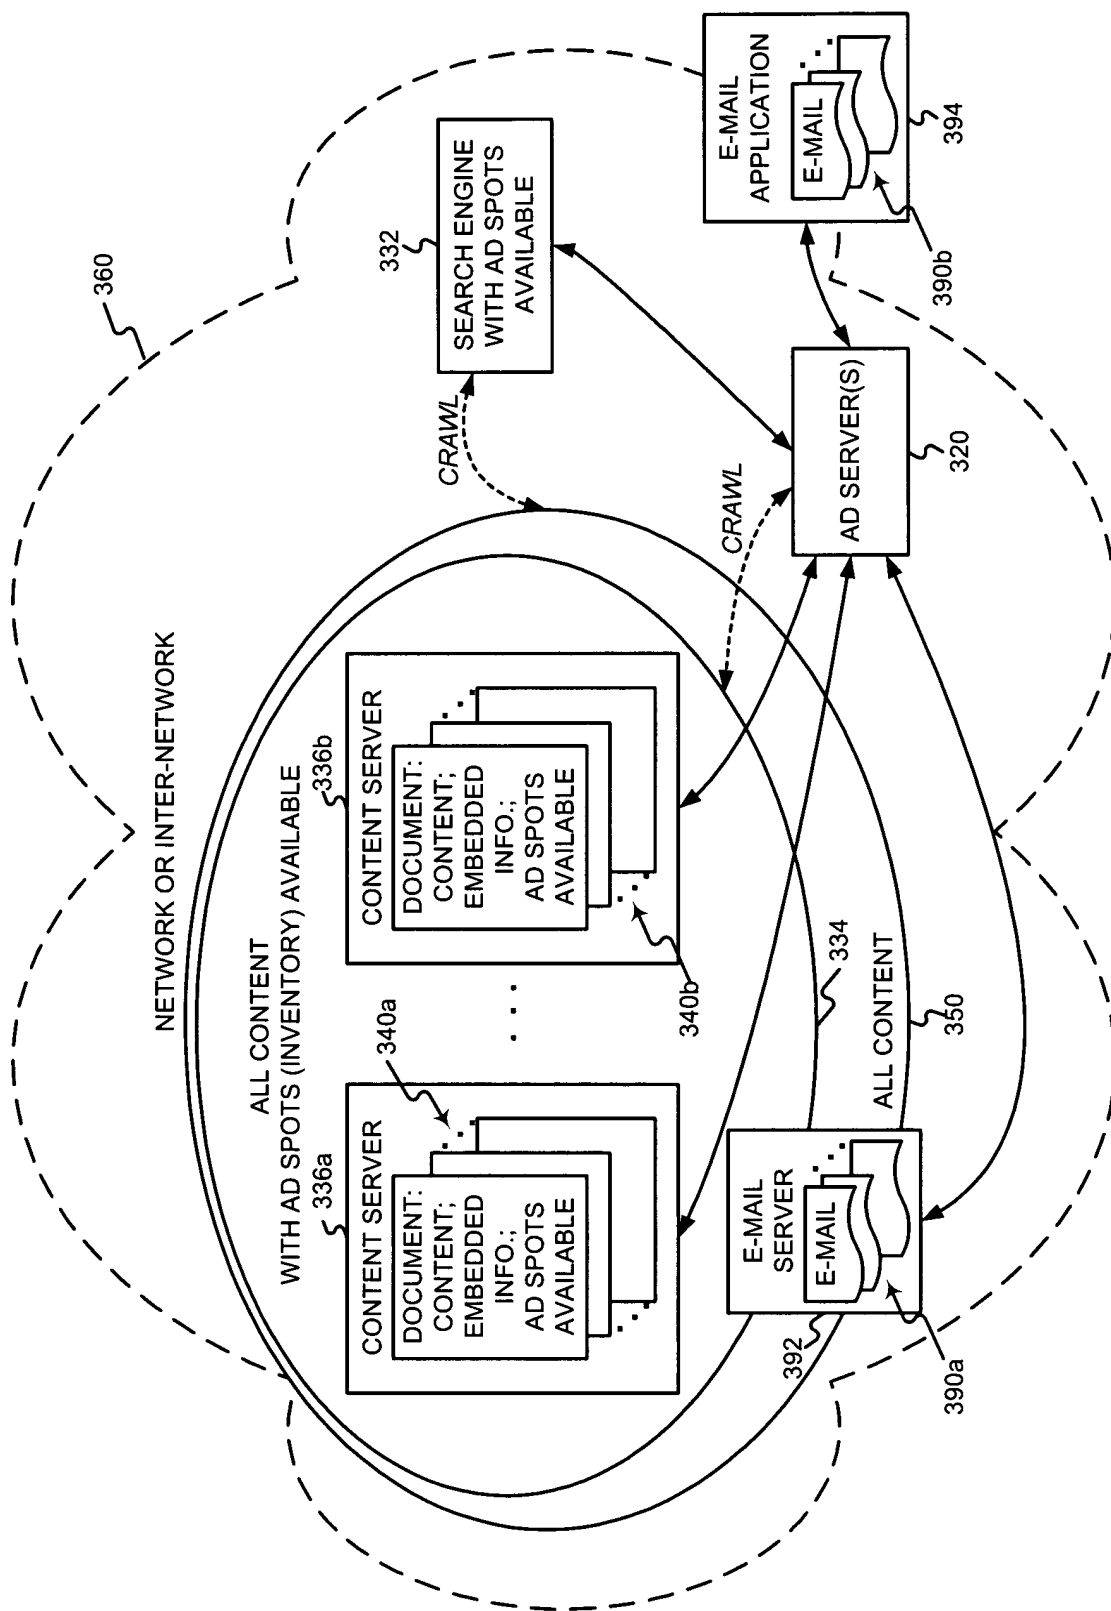 360
NETWORK OR INTER-NETWORK
ALL CONTENT
WITH AD SPOTS (INVENTORY) AVAILABLE
336a
CONTENT SERVER
DOCUMENT:
CONTENT;
EMBEDDED
INFO.;
AD SPOTS
AVAILABLE
340a
. . . .
336b
CONTENT SERVER
DOCUMENT:
CONTENT;
EMBEDDED
INFO.;
AD SPOTS
AVAILABLE
340b
332
SEARCH ENGINE
WITH AD SPOTS
AVAILABLE
CRAWL
CRAWL
334
ALL CONTENT
350
E-MAIL
SERVER
E-MAIL
392
390a
AD SERVER(S)
320
E-MAIL
APPLICATION
E-MAIL
394
390b